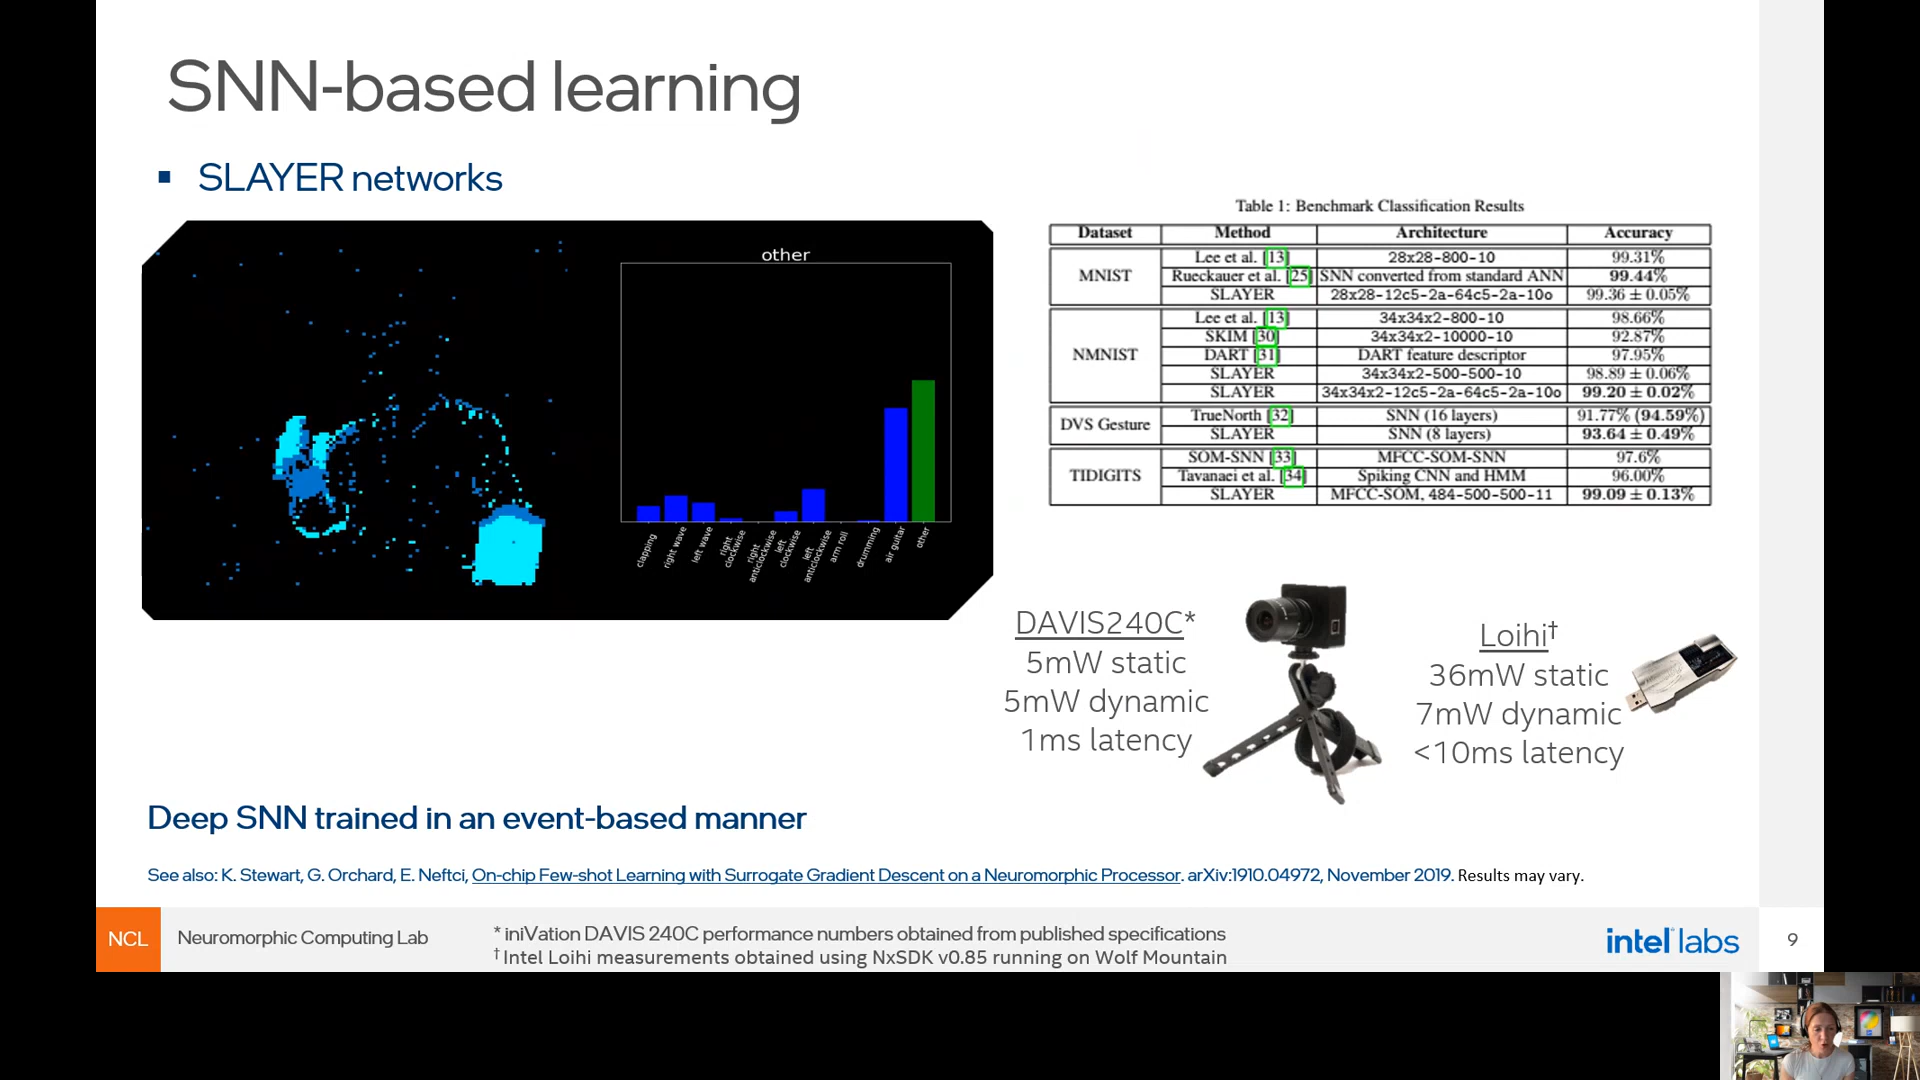 SNN-based learning
▪ SLAYER networks
other
clapping
right wave
left wave
right
clockwise
right
anticlockwise
left
clockwise
left
anticlockwise
arm roll
drumming
air guitar
other
Table 1: Benchmark Classification Results
Dataset Method Architecture Accuracy
MNIST
Lee et al. [13] 28x28-800-10 99.31%
Rueckauer et al. [25] SNN converted from standard ANN 99.44%
SLAYER 28x28-12c5-2a-64c5-2a-10o 99.36 ± 0.05%
NMNIST
Lee et al. [13] 34x34x2-800-10 98.66%
SKIM [30] 34x34x2-10000-10 92.87%
DART [31] DART feature descriptor 97.95%
SLAYER 34x34x2-500-500-10 98.89 ± 0.06%
SLAYER 34x34x2-12c5-2a-64c5-2a-10o 99.20 ± 0.02%
DVS Gesture
TrueNorth [32] SNN (16 layers) 91.77% (94.59%)
SLAYER SNN (8 layers) 93.64 ± 0.49%
TIDIGITS
SOM-SNN [33] MFCC-SOM-SNN 97.6%
Tavanaei et al. [34] Spiking CNN and HMM 96.00%
SLAYER MFCC-SOM, 484-500-500-11 99.09 ± 0.13%
DAVIS240C*
5mW static
5mW dynamic
1ms latency
Loihi†
36mW static
7mW dynamic
<10ms latency
Deep SNN trained in an event-based manner
See also: K. Stewart, G. Orchard, E. Neftci, On-chip Few-shot Learning with Surrogate Gradient Descent on a Neuromorphic Processor. arXiv:1910.04972, November 2019. Results may vary.
NCL Neuromorphic Computing Lab
* iniVation DAVIS 240C performance numbers obtained from published specifications
† Intel Loihi measurements obtained using NxSDK v0.85 running on Wolf Mountain
intel labs
9